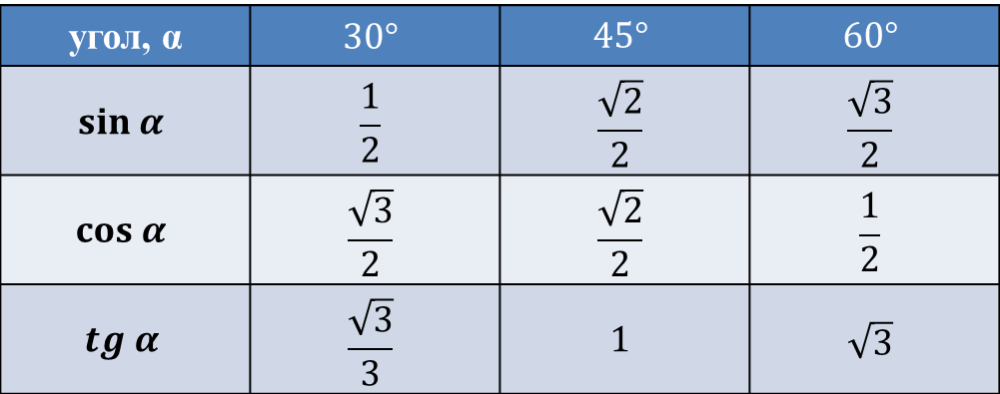 угол, α 30° 45° 60°
sin α 1/2 √2/2 √3/2
cos α √3/2 √2/2 1/2
tg α √3/3 1 √3